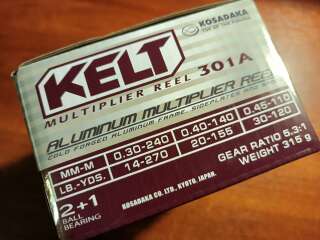 KOSADAKA
KELT
MULTIPLIER REEL 301A
ALUMINUM MULTIPLIER REEL
COLD FORGED ALUMINUM FRAME, SIDEPLATES AND
MM-M 0.30-240 0.40-140 0.45-110
LB.-YDS. 14-270 20-155 30-120
2+1
BALL
BEARING
GEAR RATIO 5.3:1
WEIGHT 315 g
KOSADAKA CO. LTD. KYOTO, JAPAN.